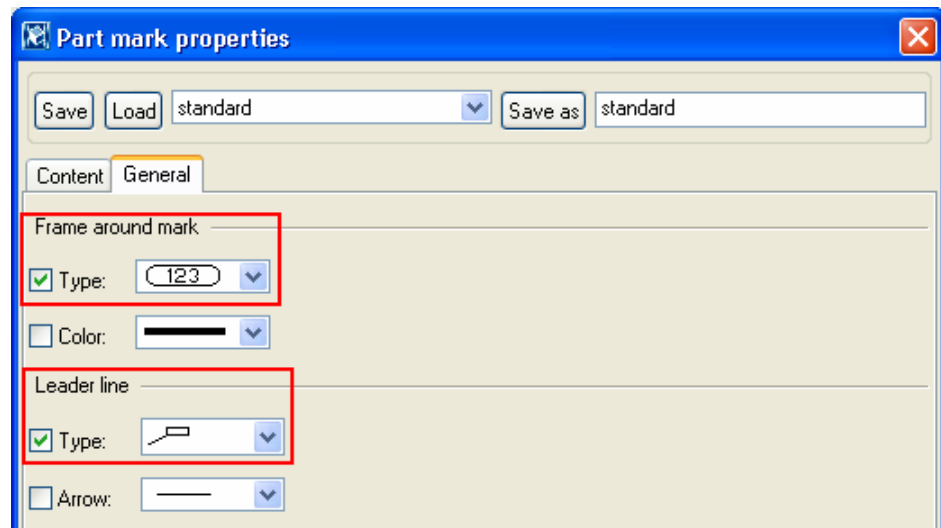 Part mark properties
Save Load standard Save as standard
Content General
Frame around mark
Type: 123
Color:
Leader line
Type:
Arrow: